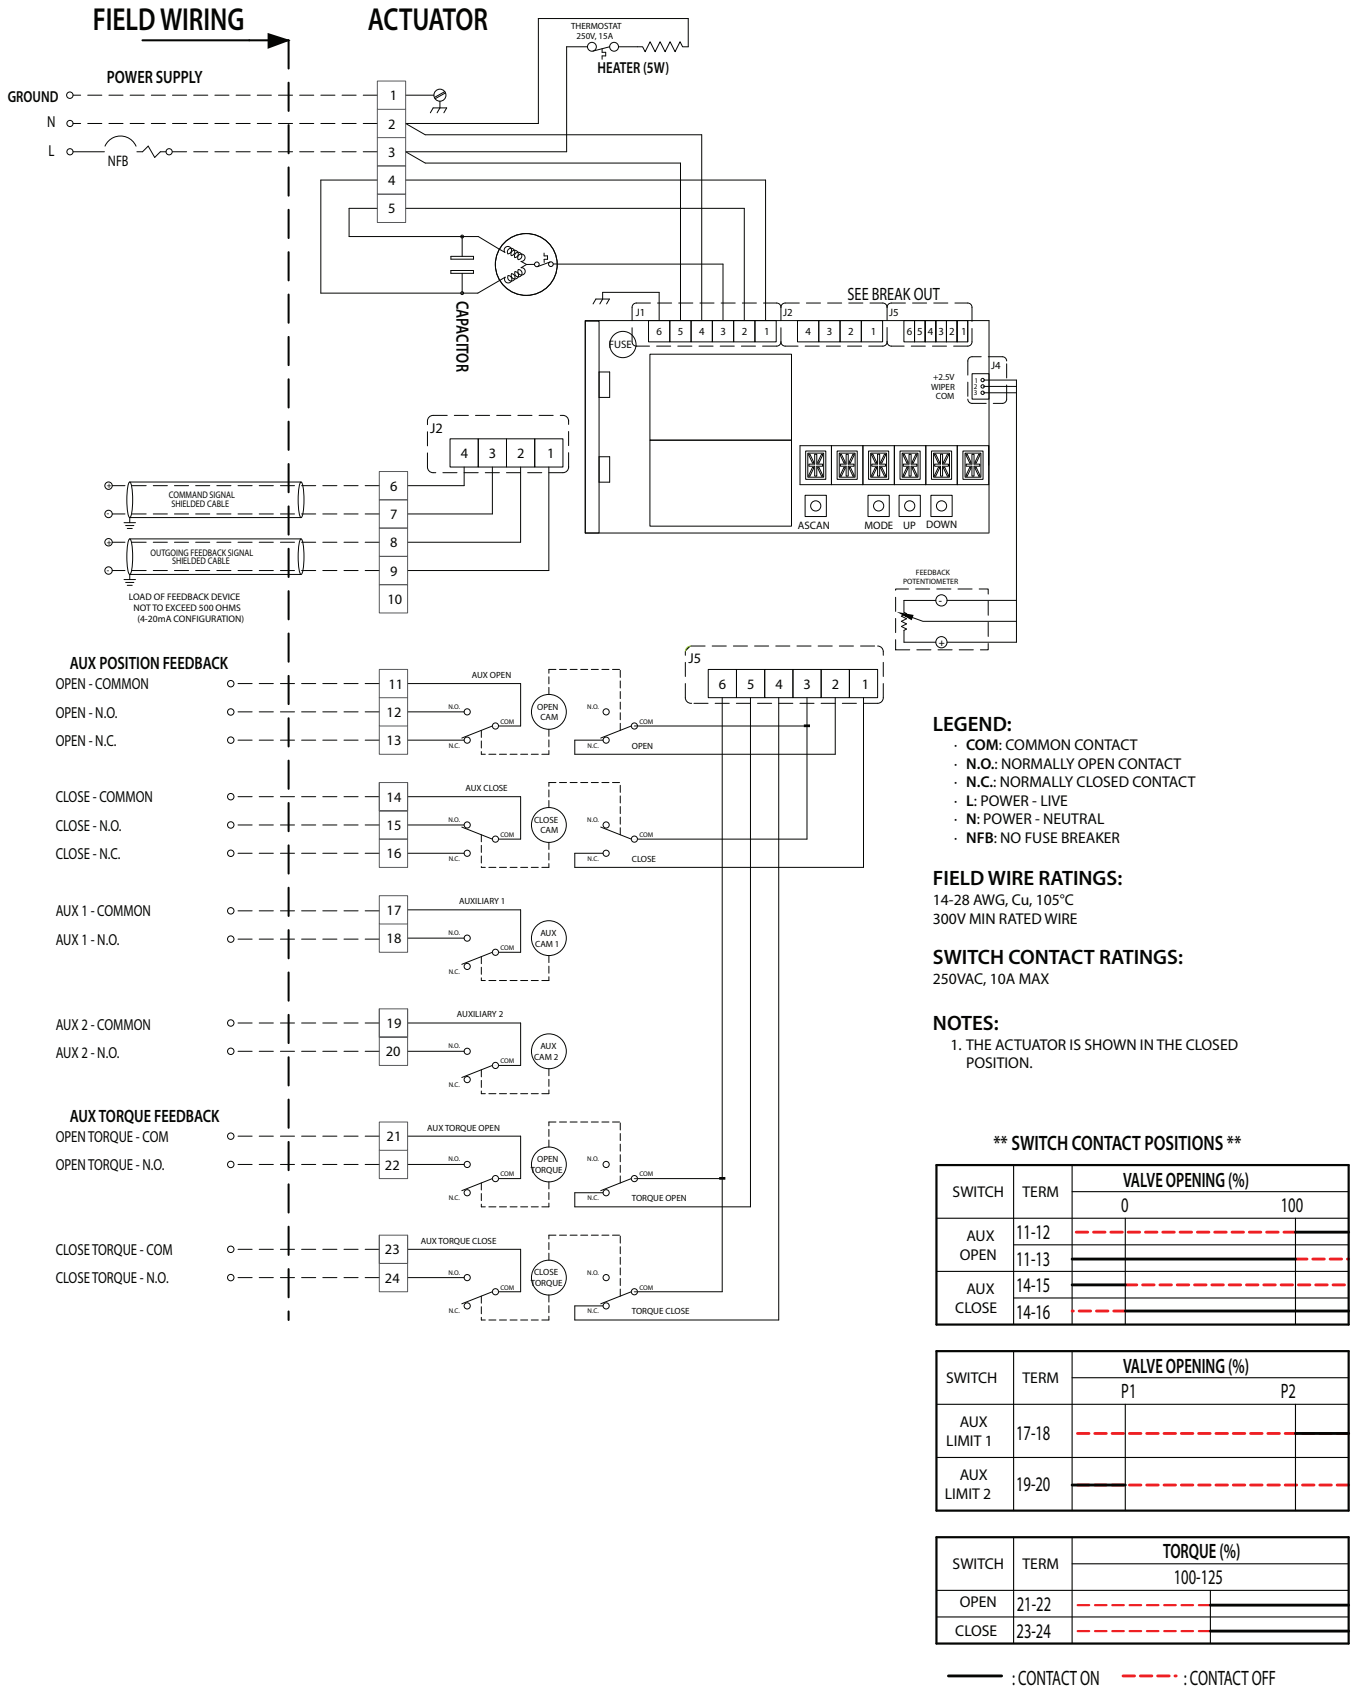 FIELD WIRING
ACTUATOR
THERMOSTAT
250V, 15A
HEATER (5W)
POWER SUPPLY
GROUND
N
L
NFB
1
2
3
4
5
CAPACITOR
SEE BREAK OUT
J1
J2
J5
FUSE
6 5 4 3 2 1
4 3 2 1
6 5 4 3 2 1
J4
+2.5V
WIPER
COM
1
2
3
ASCAN
MODE
UP
DOWN
J2
4 3 2 1
+
-
COMMAND SIGNAL
SHIELDED CABLE
+
-
OUTGOING FEEDBACK SIGNAL
SHIELDED CABLE
6
7
8
9
10
LOAD OF FEEDBACK DEVICE
NOT TO EXCEED 500 OHMS
(4-20mA CONFIGURATION)
FEEDBACK
POTENTIOMETER
-
+
J5
6 5 4 3 2 1
AUX POSITION FEEDBACK
OPEN - COMMON
OPEN - N.O.
OPEN - N.C.
11
12
13
AUX OPEN
N.O.
COM
N.C.
OPEN
CAM
N.O.
COM
N.C.
OPEN
CLOSE - COMMON
CLOSE - N.O.
CLOSE - N.C.
14
15
16
AUX CLOSE
N.O.
COM
N.C.
CLOSE
CAM
N.O.
COM
N.C.
CLOSE
AUX 1 - COMMON
AUX 1 - N.O.
17
18
AUXILIARY 1
N.O.
COM
N.C.
AUX
CAM 1
AUX 2 - COMMON
AUX 2 - N.O.
19
20
AUXILIARY 2
N.O.
COM
N.C.
AUX
CAM 2
AUX TORQUE FEEDBACK
OPEN TORQUE - COM
OPEN TORQUE - N.O.
21
22
AUX TORQUE OPEN
N.O.
COM
N.C.
OPEN
TORQUE
N.O.
COM
N.C.
TORQUE OPEN
CLOSE TORQUE - COM
CLOSE TORQUE - N.O.
23
24
AUX TORQUE CLOSE
N.O.
COM
N.C.
CLOSE
TORQUE
N.O.
COM
N.C.
TORQUE CLOSE
LEGEND:
· COM: COMMON CONTACT
· N.O.: NORMALLY OPEN CONTACT
· N.C.: NORMALLY CLOSED CONTACT
· L: POWER - LIVE
· N: POWER - NEUTRAL
· NFB: NO FUSE BREAKER
FIELD WIRE RATINGS:
14-28 AWG, Cu, 105°C
300V MIN RATED WIRE
SWITCH CONTACT RATINGS:
250VAC, 10A MAX
NOTES:
1. THE ACTUATOR IS SHOWN IN THE CLOSED
POSITION.
** SWITCH CONTACT POSITIONS **
SWITCH TERM VALVE OPENING (%)
0 100
AUX
OPEN
11-12
11-13
AUX
CLOSE
14-15
14-16
SWITCH TERM VALVE OPENING (%)
P1 P2
AUX
LIMIT 1
17-18
AUX
LIMIT 2
19-20
SWITCH TERM TORQUE (%)
100-125
OPEN 21-22
CLOSE 23-24
: CONTACT ON : CONTACT OFF